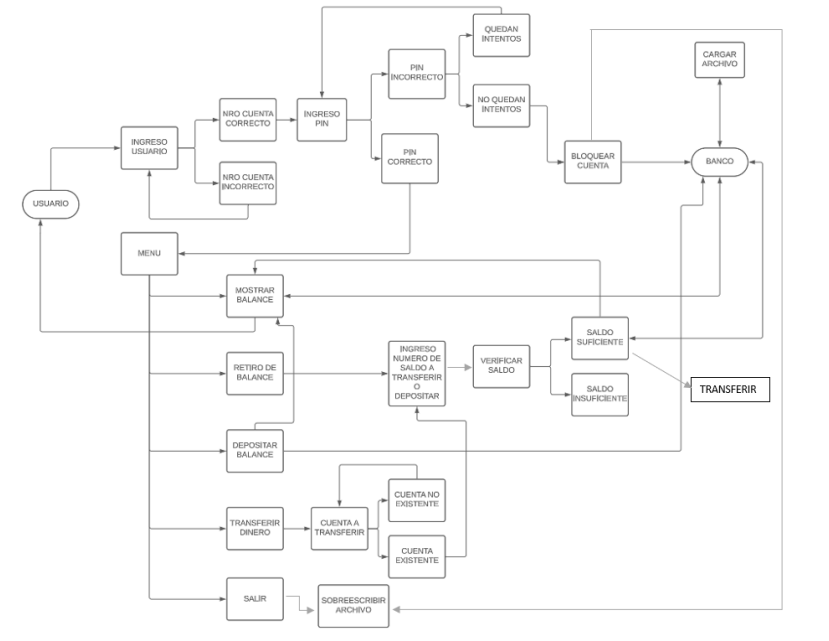 QUEDAN
INTENTOS
CARGAR
ARCHIVO
PIN
INCORRECTO
NO QUEDAN
INTENTOS
NRO CUENTA
CORRECTO
INGRESO
PIN
INGRESO
USUARIO
PIN
CORRECTO
BLOQUEAR
CUENTA
BANCO
NRO CUENTA
INCORRECTO
USUARIO
MENU
MOSTRAR
BALANCE
INGRESO
NUMERO DE
SALDO A
TRANSFERIR
O
DEPOSITAR
VERIFICAR
SALDO
SALDO
SUFICIENTE
RETIRO DE
BALANCE
SALDO
INSUFICIENTE
TRANSFERIR
DEPOSITAR
BALANCE
CUENTA NO
EXISTENTE
TRANSFERIR
DINERO
CUENTA A
TRANSFERIR
CUENTA
EXISTENTE
SALIR
SOBREESCRIBIR
ARCHIVO